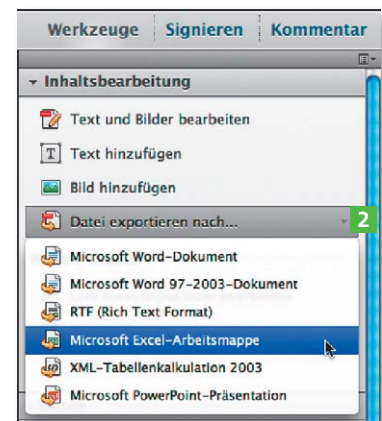 Werkzeuge Signieren Kommentar
Inhaltsbearbeitung
Text und Bilder bearbeiten
T Text hinzufügen
Bild hinzufügen
Datei exportieren nach... 2
Microsoft Word-Dokument
Microsoft Word 97-2003-Dokument
RTF (Rich Text Format)
Microsoft Excel-Arbeitsmappe
XML-Tabellenkalkulation 2003
Microsoft PowerPoint-Präsentation